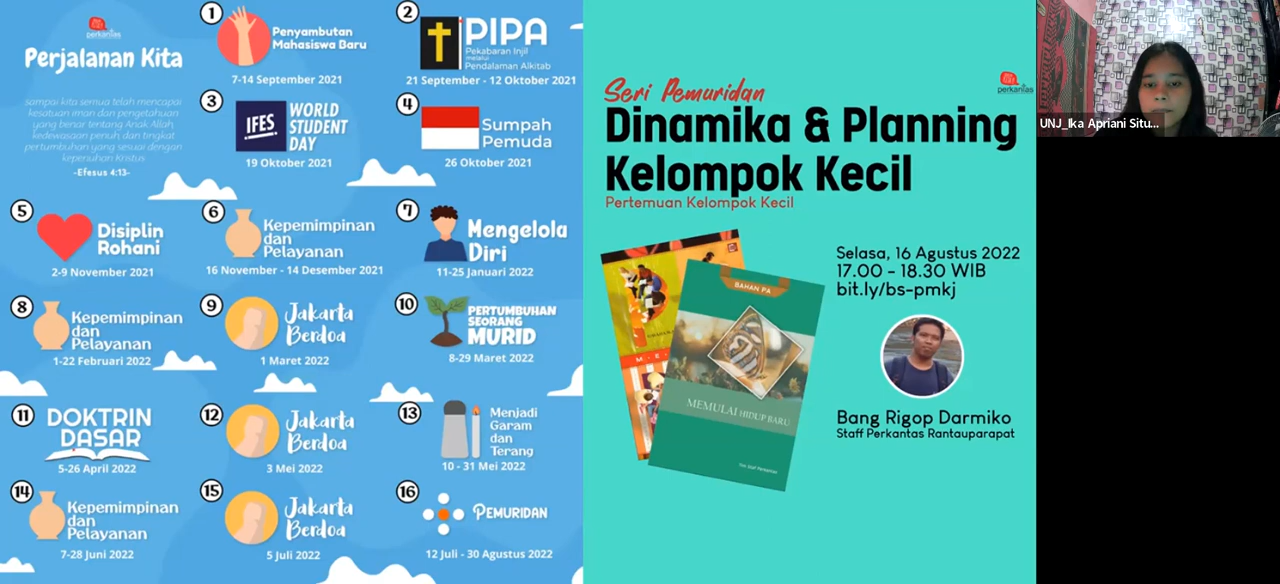 perkantas
Perjalanan Kita
sampai kita semua telah mencapai
kesatuan iman dan pengetahuan
yang benar tentang Anak Allah,
kedewasaan penuh, dan tingkat
pertumbuhan yang sesuai dengan
kepenuhan Kristus
-Efesus 4:13-
1
Penyambutan
Mahasiswa Baru
7-14 September 2021
2
PIPA
Pekabaran Injil
melalui
Pendalaman Alkitab
21 September - 12 Oktober 2021
3
IFES
WORLD
STUDENT
DAY
19 Oktober 2021
4
Sumpah
Pemuda
26 Oktober 2021
5
Disiplin
Rohani
2-9 November 2021
6
Kepemimpinan
dan
Pelayanan
16 November - 14 Desember 2021
7
Mengelola
Diri
11-25 Januari 2022
8
Kepemimpinan
dan
Pelayanan
1-22 Februari 2022
9
Jakarta
Berdoa
1 Maret 2022
10
PERTUMBUHAN
SEORANG
MURID
8-29 Maret 2022
11
DOKTRIN
DASAR
5-26 April 2022
12
Jakarta
Berdoa
3 Mei 2022
13
Menjadi
Garam
dan
Terang
10 - 31 Mei 2022
14
Kepemimpinan
dan
Pelayanan
7-28 Juni 2022
15
Jakarta
Berdoa
5 Juli 2022
16
PEMURIDAN
12 Juli - 30 Agustus 2022
perkantas
Seri Pemuridan
Dinamika & Planning
Kelompok Kecil
Pertemuan Kelompok Kecil
BAHAN PA
MEMULAI HIDUP BARU
Selasa, 16 Agustus 2022
17.00 - 18.30 WIB
bit.ly/bs-pmkj
Bang Rigop Darmiko
Staff Perkantas Rantauparapat
UNJ_Ika Apriani Situ...